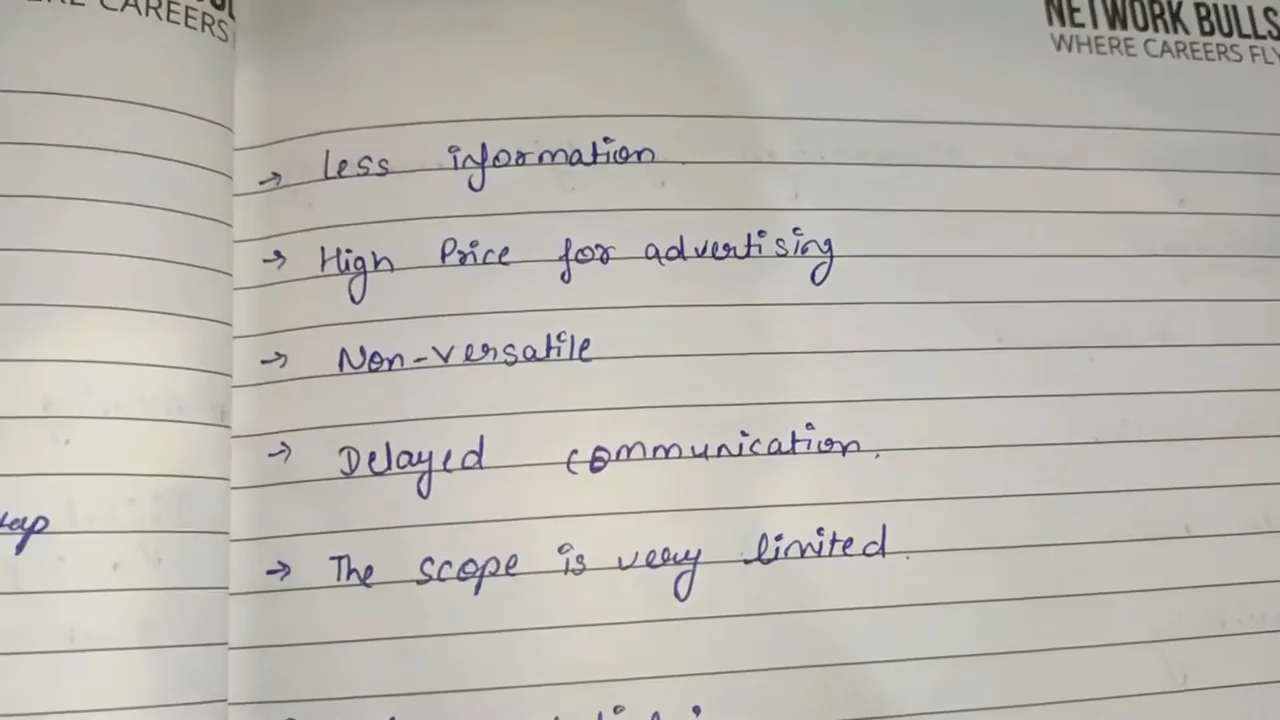 CAREERS
NETWORK BULLS
WHERE CAREERS FLY
→ Less information
→ High Price for advertising
→ Non-versatile
→ Delayed communication.
→ The scope is very limited.